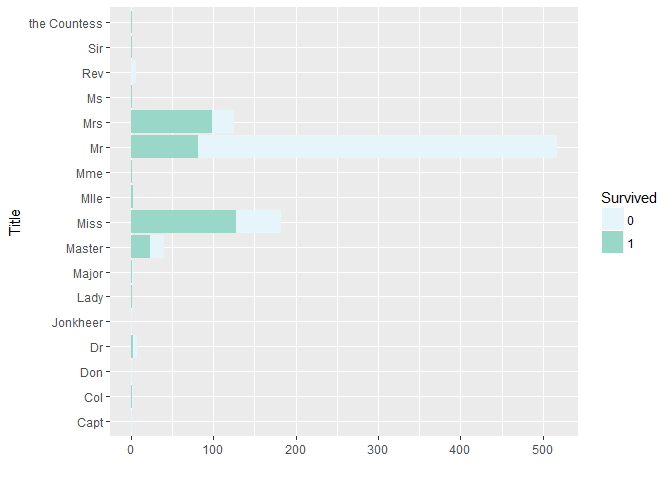 the Countess
Sir
Rev
Ms
Mrs
Mr
Mme
Mlle
Miss
Master
Major
Lady
Jonkheer
Dr
Don
Col
Capt
Title
0 100 200 300 400 500
Survived
0
1